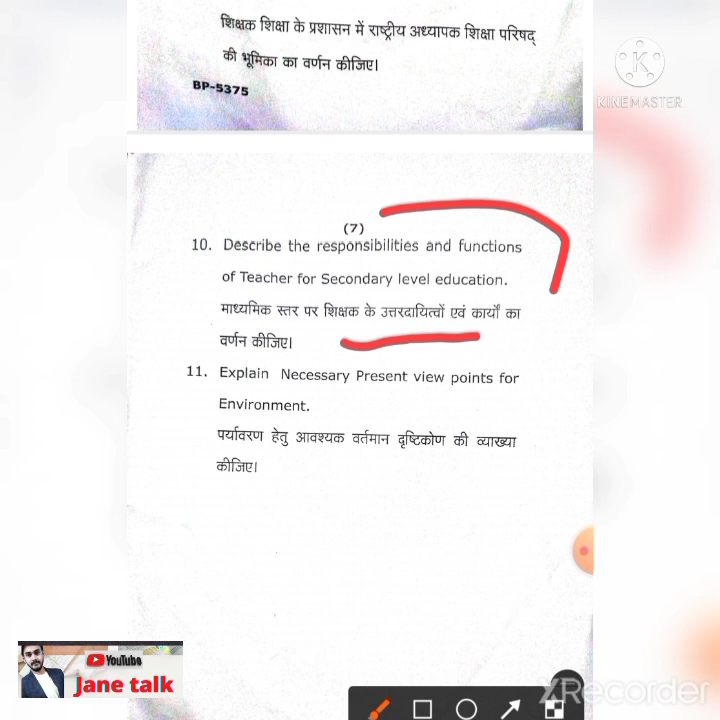 शिक्षक शिक्षा के प्रशासन में राष्ट्रीय अध्यापक शिक्षा परिषद्
की भूमिका का वर्णन कीजिए।
BP-5375
KINEMASTER
(7)
10. Describe the responsibilities and functions
of Teacher for Secondary level education.
माध्यमिक स्तर पर शिक्षक के उत्तरदायित्वों एवं कार्यों का
वर्णन कीजिए।
11. Explain Necessary Present view points for
Environment.
पर्यावरण हेतु आवश्यक वर्तमान दृष्टिकोण की व्याख्या
कीजिए।
YouTube
Jane talk
XRecorder